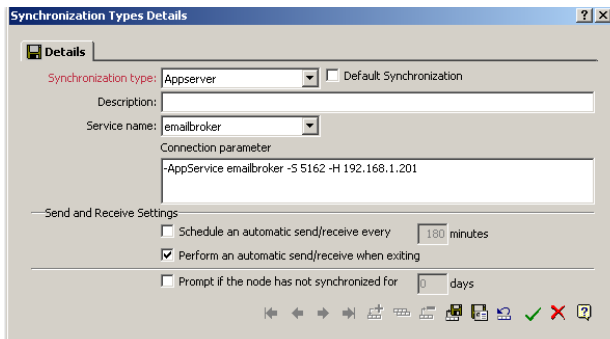 Synchronization Types Details
Details
Synchronization type: Appserver Default Synchronization
Description:
Service name: emailbroker
Connection parameter
-AppService emailbroker -S 5162 -H 192.168.1.201
Send and Receive Settings
Schedule an automatic send/receive every 180 minutes
Perform an automatic send/receive when exiting
Prompt if the node has not synchronized for 0 days